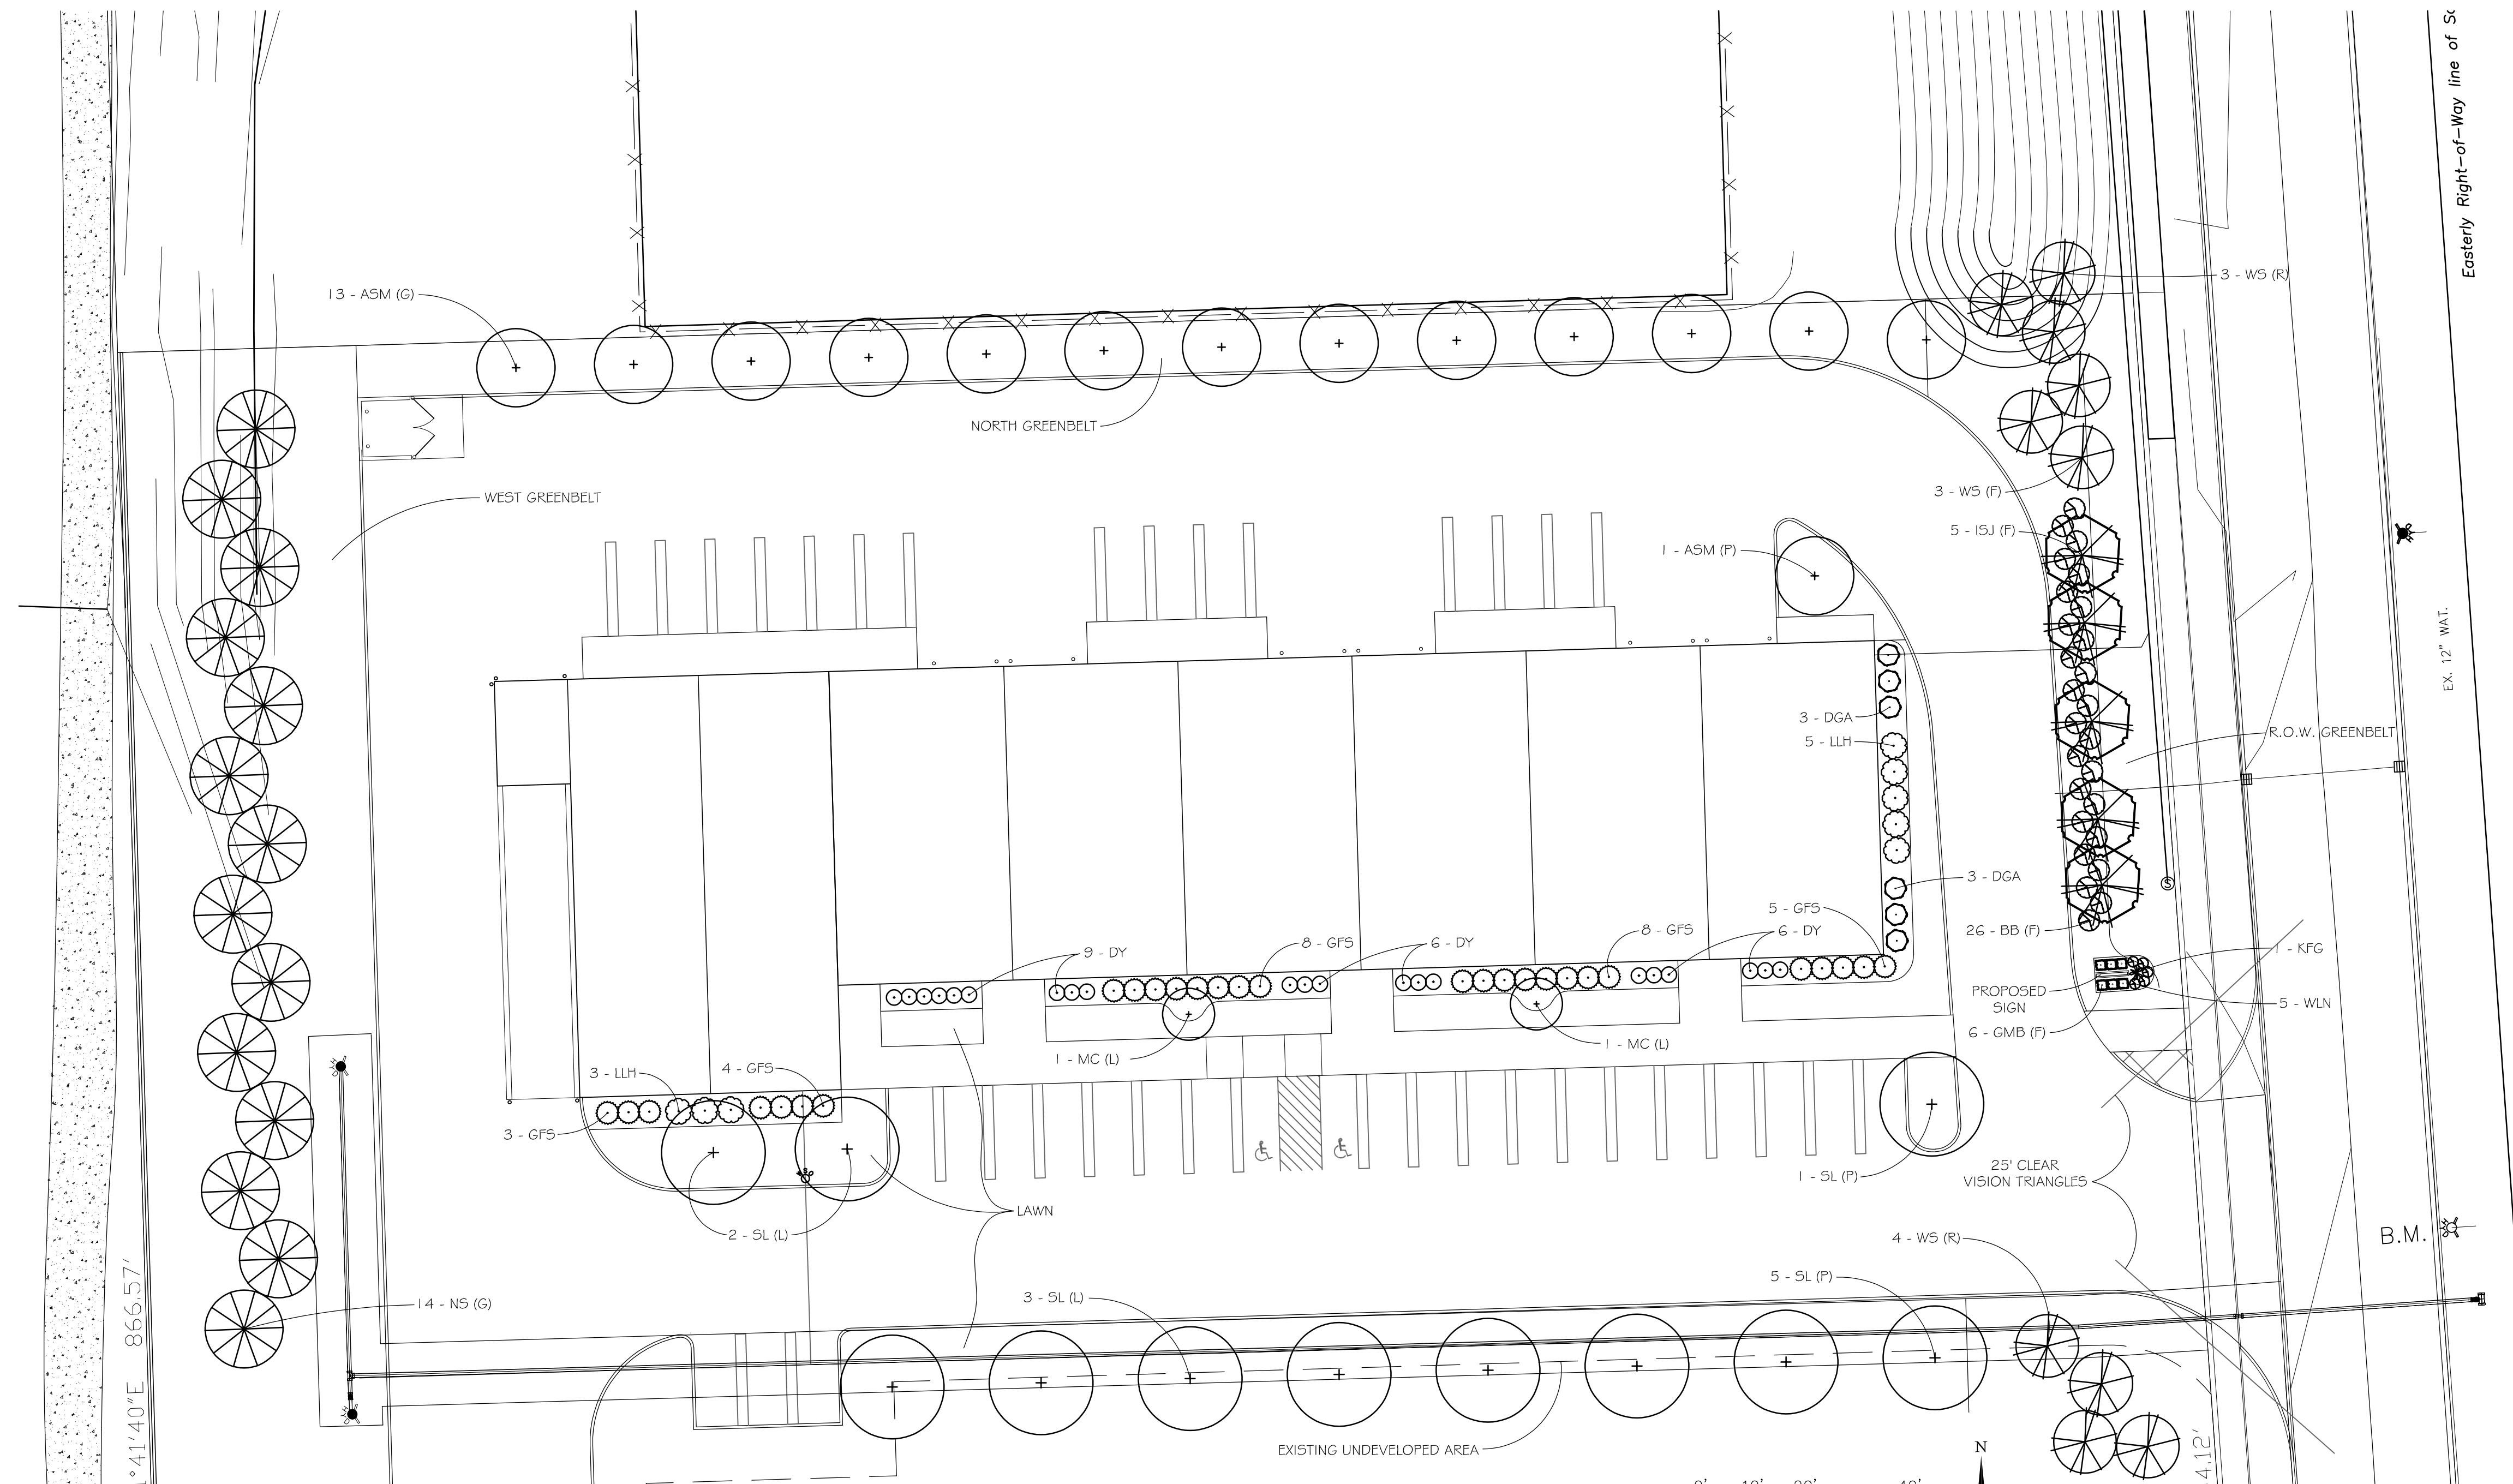 Easterly Right-of-Way line of
3 - WS (R)
13 - ASM (G)
NORTH GREENBELT
WEST GREENBELT
3 - WS (F)
5 - ISJ (F)
1 - ASM (P)
EX. 12" WAT.
3 - DGA
5 - LLH
R.O.W. GREENBELT
3 - DGA
5 - GFS
26 - BB (F)
8 - GFS
6 - DY
8 - GFS
6 - DY
9 - DY
1 - KFG
PROPOSED
SIGN
5 - WLN
6 - GMB (F)
1 - MC (L)
1 - MC (L)
3 - LLH
4 - GFS
3 - GFS
25' CLEAR
VISION TRIANGLES
1 - SL (P)
LAWN
2 - SL (L)
B.M.
4 - WS (R)
5 - SL (P)
3 - SL (L)
14 - NS (G)
S
°41'40"E 866.57'
EXISTING UNDEVELOPED AREA
N
4.12'